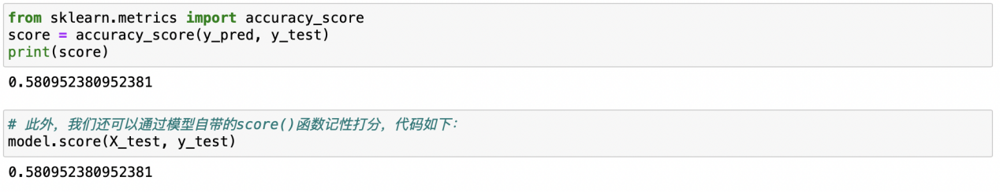 from sklearn.metrics import accuracy_score
score = accuracy_score(y_pred, y_test)
print(score)
0.580952380952381
# 此外，我们还可以通过模型自带的score()函数记性打分，代码如下：
model.score(X_test, y_test)
0.580952380952381